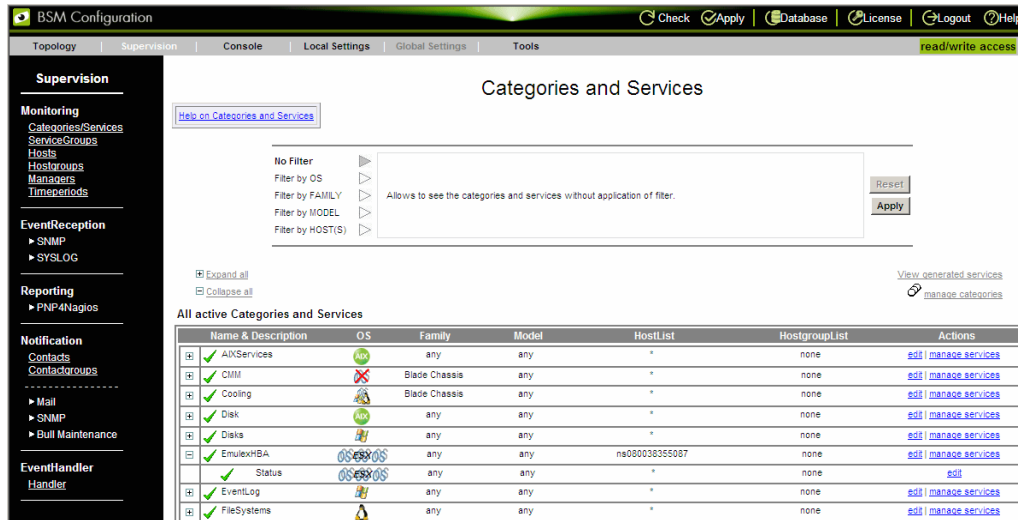 BSM Configuration
Check Apply Database License Logout Help
Topology Supervision Console Local Settings Global Settings Tools read/write access
Supervision
Monitoring
Categories/Services
ServiceGroups
Hosts
Hostgroups
Managers
Timeperiods
EventReception
SNMP
SYSLOG
Reporting
PNP4Nagios
Notification
Contacts
Contactgroups
Mail
SNMP
Bull Maintenance
EventHandler
Handler
Categories and Services
Help on Categories and Services
No Filter
Filter by OS
Filter by FAMILY
Filter by MODEL
Filter by HOST(S)
Allows to see the categories and services without application of filter.
Reset
Apply
Expand all
Collapse all
View generated services
manage categories
All active Categories and Services
Name & Description OS Family Model HostList HostgroupList Actions
AIXServices AIX any any * none edit | manage services
CMM OS Blade Chassis any * none edit | manage services
Cooling Blade Chassis any * none edit | manage services
Disk AIX any any * none edit | manage services
Disks any any * none edit | manage services
EmulexHBA OS ESX OS any any ns080038355087 none edit | manage services
Status OS ESX OS any any * none edit
EventLog any any * none edit | manage services
FileSystems any any * none edit | manage services